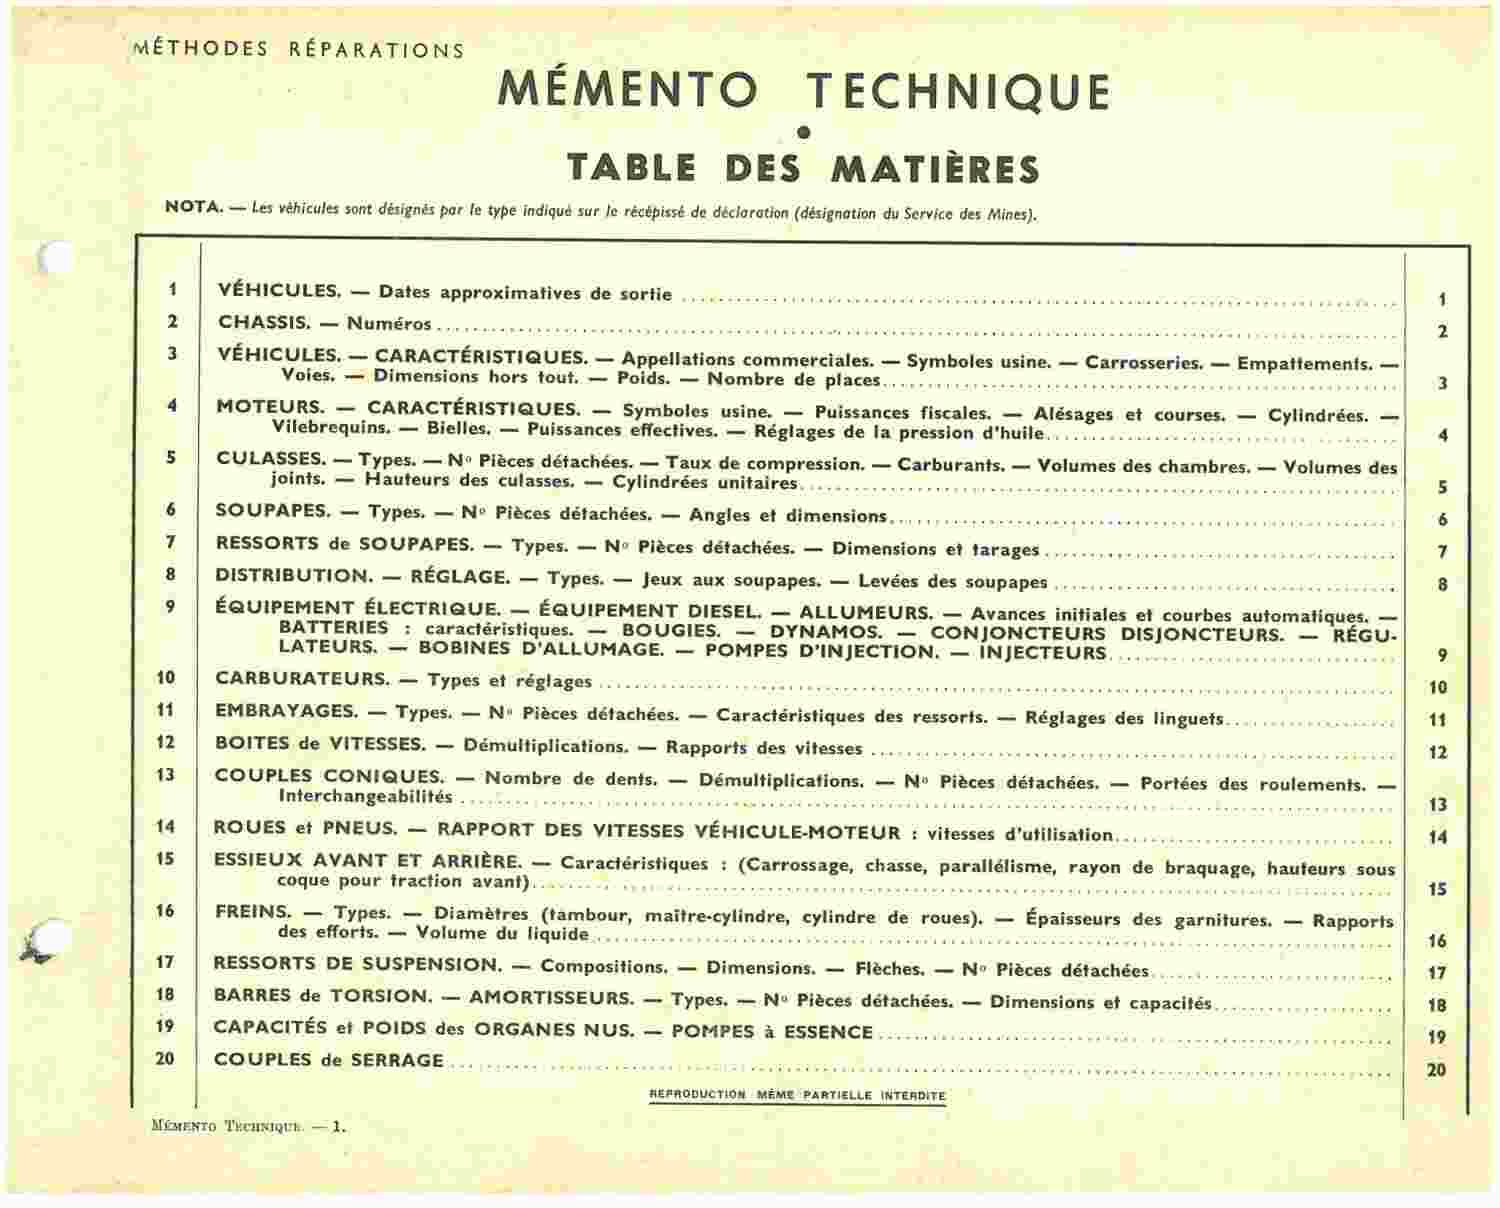 MÉTHODES RÉPARATIONS
MÉMENTO TECHNIQUE
•
TABLE DES MATIÈRES
NOTA. — Les véhicules sont désignés par le type indiqué sur le récépissé de déclaration (désignation du Service des Mines).
1 VÉHICULES. — Dates approximatives de sortie 1
2 CHASSIS. — Numéros 2
3 VÉHICULES. — CARACTÉRISTIQUES. — Appellations commerciales. — Symboles usine. — Carrosseries. — Empattements. —
Voies. — Dimensions hors tout. — Poids. — Nombre de places 3
4 MOTEURS. — CARACTÉRISTIQUES. — Symboles usine. — Puissances fiscales. — Alésages et courses. — Cylindrées. —
Vilebrequins. — Bielles. — Puissances effectives. — Réglages de la pression d'huile 4
5 CULASSES. — Types. — Nº Pièces détachées. — Taux de compression. — Carburants. — Volumes des chambres. — Volumes des
joints. — Hauteurs des culasses. — Cylindrées unitaires 5
6 SOUPAPES. — Types. — Nº Pièces détachées. — Angles et dimensions 6
7 RESSORTS de SOUPAPES. — Types. — Nº Pièces détachées. — Dimensions et tarages 7
8 DISTRIBUTION. — RÉGLAGE. — Types. — Jeux aux soupapes. — Levées des soupapes 8
9 ÉQUIPEMENT ÉLECTRIQUE. — ÉQUIPEMENT DIESEL. — ALLUMEURS. — Avances initiales et courbes automatiques. —
BATTERIES : caractéristiques. — BOUGIES. — DYNAMOS. — CONJONCTEURS DISJONCTEURS. — RÉGU-
LATEURS. — BOBINES D'ALLUMAGE. — POMPES D'INJECTION. — INJECTEURS 9
10 CARBURATEURS. — Types et réglages 10
11 EMBRAYAGES. — Types. — Nº Pièces détachées. — Caractéristiques des ressorts. — Réglages des linguets 11
12 BOITES de VITESSES. — Démultiplications. — Rapports des vitesses 12
13 COUPLES CONIQUES. — Nombre de dents. — Démultiplications. — Nº Pièces détachées. — Portées des roulements. —
Interchangeabilités 13
14 ROUES et PNEUS. — RAPPORT DES VITESSES VÉHICULE-MOTEUR : vitesses d'utilisation 14
15 ESSIEUX AVANT ET ARRIÈRE. — Caractéristiques : (Carrossage, chasse, parallélisme, rayon de braquage, hauteurs sous
coque pour traction avant) 15
16 FREINS. — Types. — Diamètres (tambour, maître-cylindre, cylindre de roues). — Épaisseurs des garnitures. — Rapports
des efforts. — Volume du liquide 16
17 RESSORTS DE SUSPENSION. — Compositions. — Dimensions. — Flèches. — Nº Pièces détachées 17
18 BARRES de TORSION. — AMORTISSEURS. — Types. — Nº Pièces détachées. — Dimensions et capacités 18
19 CAPACITÉS et POIDS des ORGANES NUS. — POMPES à ESSENCE 19
20 COUPLES de SERRAGE 20
REPRODUCTION MÊME PARTIELLE INTERDITE
MÉMENTO TECHNIQUE. — 1.